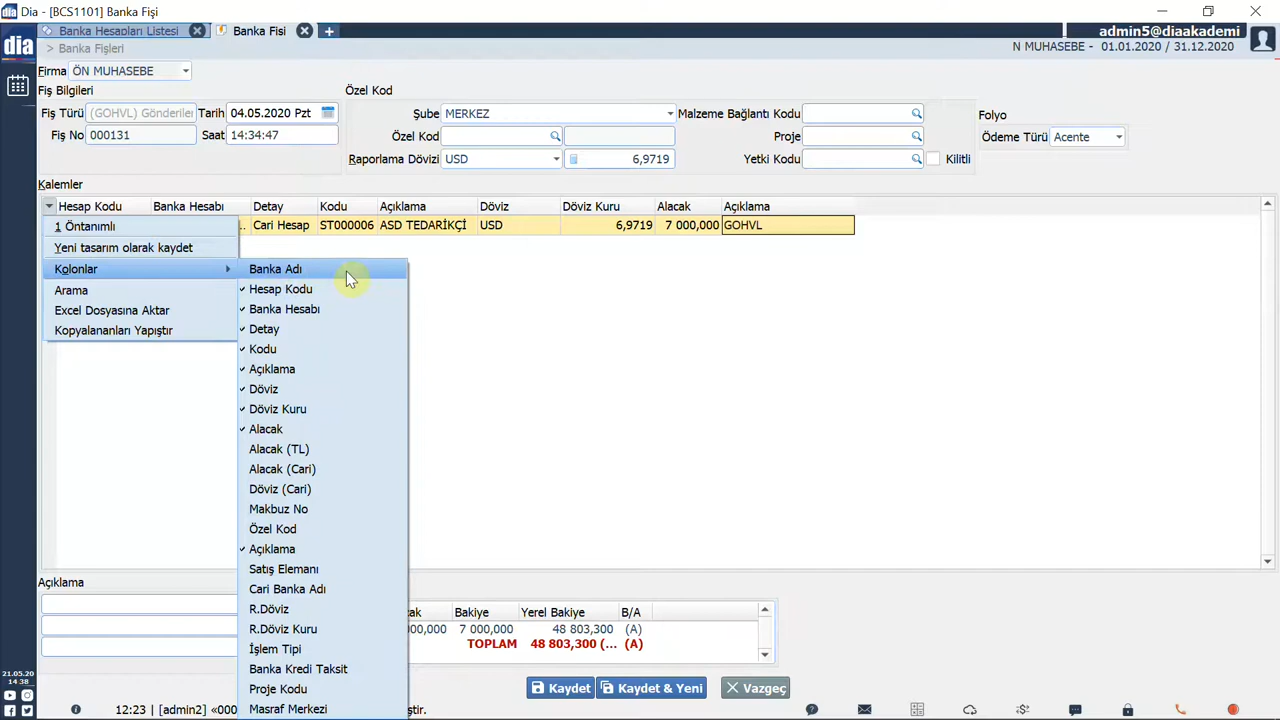 Dia - [BCS1101] Banka Fişi
dia
Banka Hesapları Listesi
Banka Fisi
admin5@diaakademi
> Banka Fişleri
N MUHASEBE - 01.01.2020 / 31.12.2020
Firma ÖN MUHASEBE
Fiş Bilgileri
Özel Kod
Fiş Türü (GOHVL) Gönderiler Tarih 04.05.2020 Pzt
Şube MERKEZ Malzeme Bağlantı Kodu
Folyo
Fiş No 000131 Saat 14:34:47
Özel Kod Proje
Ödeme Türü Acente
Raporlama Dövizi USD 6,9719 Yetki Kodu Kilitli
Kalemler
Hesap Kodu Banka Hesabı Detay Kodu Açıklama Döviz Döviz Kuru Alacak Açıklama
Cari Hesap ST000006 ASD TEDARİKÇİ USD 6,9719 7 000,000 GOHVL
1 Öntanımlı
Yeni tasarım olarak kaydet
Kolonlar
Arama
Excel Dosyasına Aktar
Kopyalananları Yapıştır
Banka Adı
Hesap Kodu
Banka Hesabı
Detay
Kodu
Açıklama
Döviz
Döviz Kuru
Alacak
Alacak (TL)
Alacak (Cari)
Döviz (Cari)
Makbuz No
Özel Kod
Açıklama
Satış Elemanı
Cari Banka Adı
R.Döviz
R.Döviz Kuru
İşlem Tipi
Banka Kredi Taksit
Proje Kodu
Masraf Merkezi
Açıklama
Bakiye Yerel Bakiye B/A
7 000,000 48 803,300 (A)
TOPLAM 48 803,300 (... (A)
Kaydet Kaydet & Yeni Vazgeç
21.05.20
14:38
12:23 | [admin2] «000